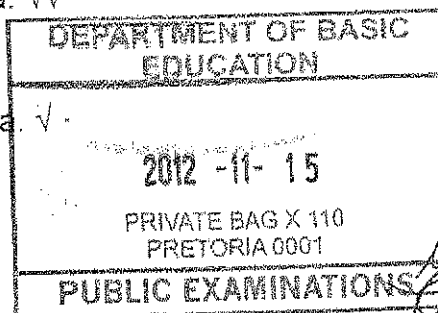 a. √√
DEPARTMENT OF BASIC
EDUCATION
a. √
2012 -11- 15
PRIVATE BAG X 110
PRETORIA 0001
PUBLIC EXAMINATIONS